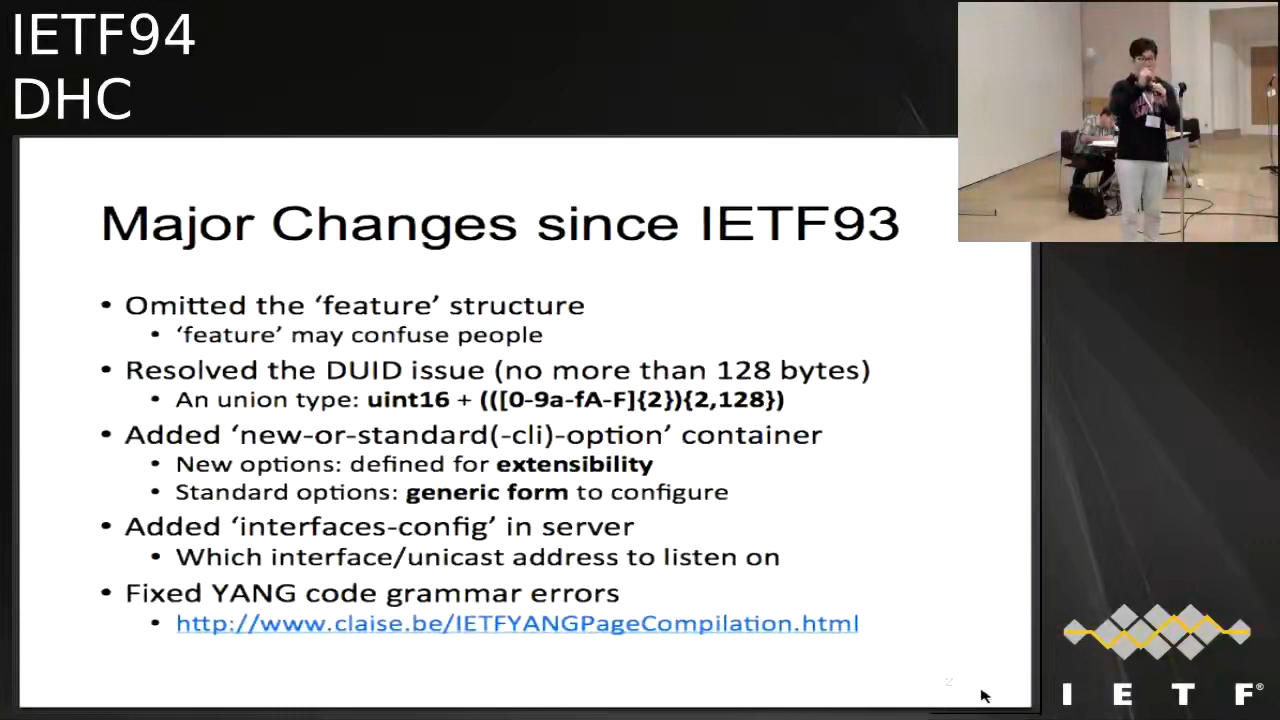 IETF94
DHC
Major Changes since IETF93
• Omitted the ‘feature’ structure
• ‘feature’ may confuse people
• Resolved the DUID issue (no more than 128 bytes)
• An union type: uint16 + (([0-9a-fA-F]{2}){2,128})
• Added ‘new-or-standard(-cli)-option’ container
• New options: defined for extensibility
• Standard options: generic form to configure
• Added ‘interfaces-config’ in server
• Which interface/unicast address to listen on
• Fixed YANG code grammar errors
• http://www.claise.be/IETFYANGPageCompilation.html
I E T F®